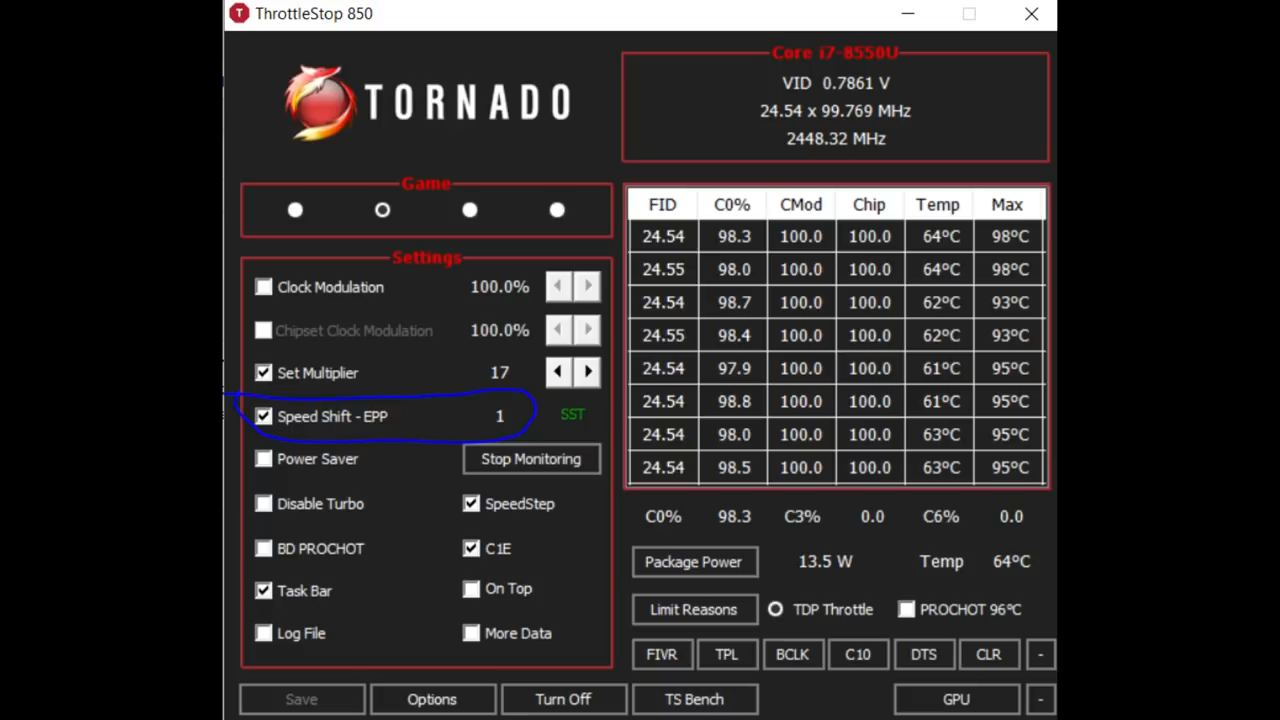 ThrottleStop 850
TORNADO
Game
Settings
Clock Modulation 100.0%
Chipset Clock Modulation 100.0%
Set Multiplier 17
Speed Shift - EPP 1 SST
Power Saver Stop Monitoring
Disable Turbo SpeedStep
BD PROCHOT C1E
Task Bar On Top
Log File More Data
Save Options Turn Off
Core i7-8550U
VID 0.7861 V
24.54 x 99.769 MHz
2448.32 MHz
FID C0% CMod Chip Temp Max
24.54 98.3 100.0 100.0 64°C 98°C
24.55 98.0 100.0 100.0 64°C 98°C
24.54 98.7 100.0 100.0 62°C 93°C
24.55 98.4 100.0 100.0 62°C 93°C
24.54 97.9 100.0 100.0 61°C 95°C
24.54 98.8 100.0 100.0 61°C 95°C
24.54 98.0 100.0 100.0 63°C 95°C
24.54 98.5 100.0 100.0 63°C 95°C
C0% 98.3 C3% 0.0 C6% 0.0
Package Power 13.5 W Temp 64°C
Limit Reasons TDP Throttle PROCHOT 96°C
FIVR TPL BCLK C10 DTS CLR -
TS Bench GPU -